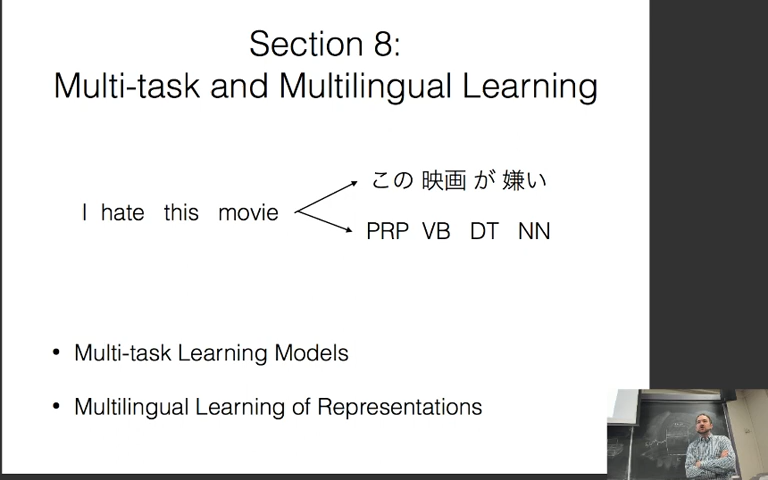 Section 8:
Multi-task and Multilingual Learning
この 映画 が 嫌い
I hate this movie
PRP VB DT NN
• Multi-task Learning Models
• Multilingual Learning of Representations